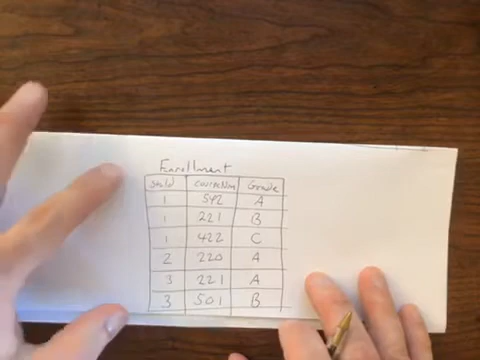 Enrollment
StuId CourseNum Grade
1 542 A
1 221 B
1 422 C
2 220 A
3 221 A
3 501 B